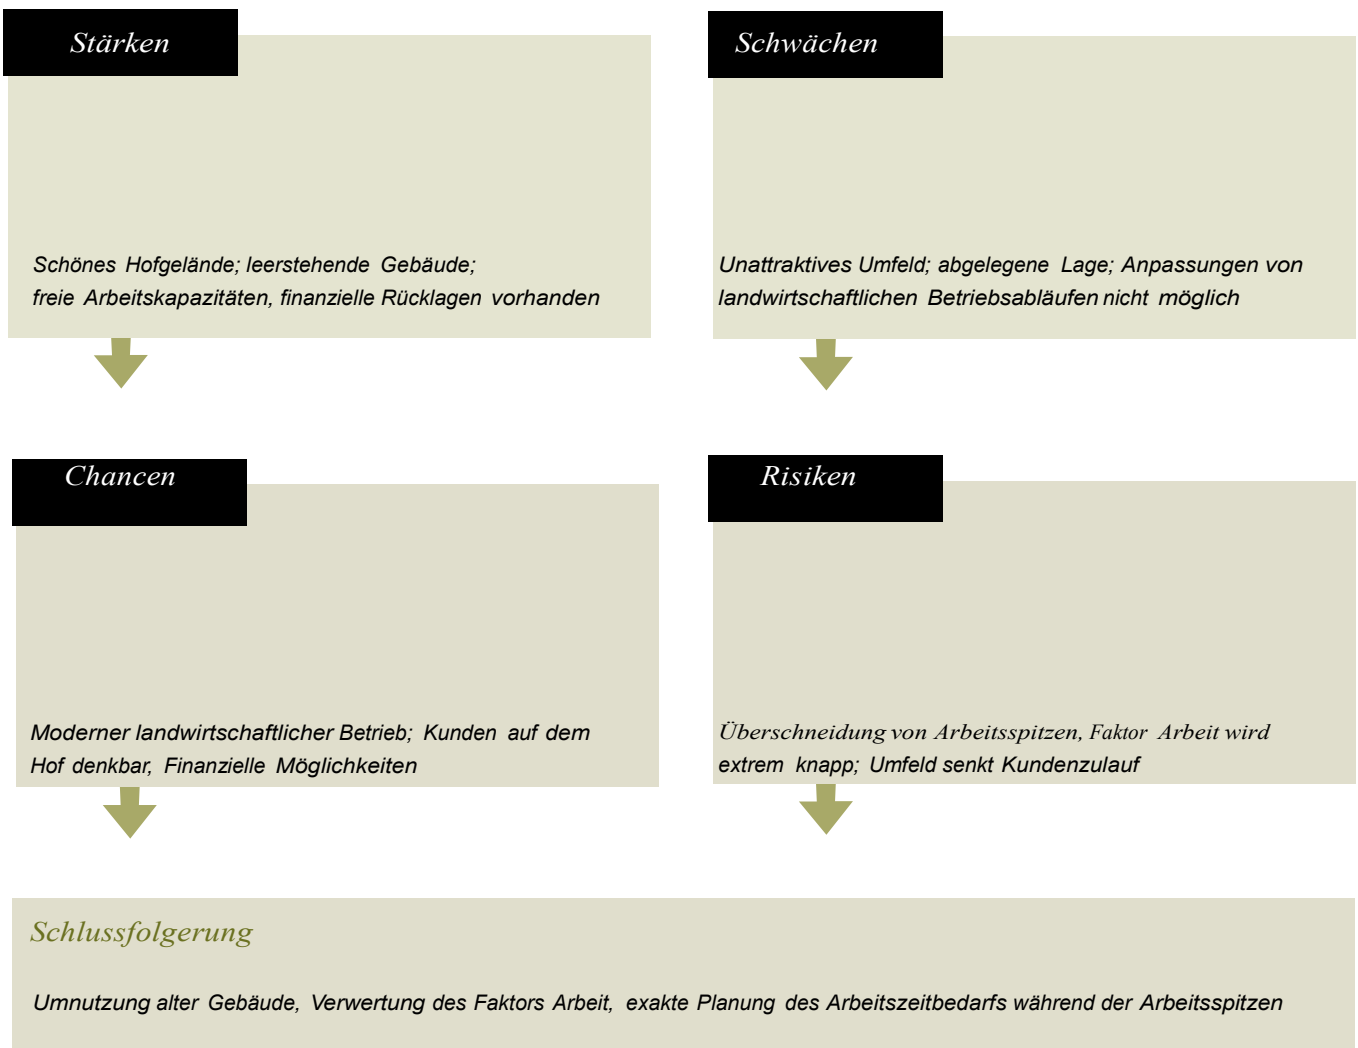 Stärken
Schönes Hofgelände; leerstehende Gebäude;
freie Arbeitskapazitäten, finanzielle Rücklagen vorhanden
Schwächen
Unattraktives Umfeld; abgelegene Lage; Anpassungen von
landwirtschaftlichen Betriebsabläufen nicht möglich
Chancen
Moderner landwirtschaftlicher Betrieb; Kunden auf dem
Hof denkbar, Finanzielle Möglichkeiten
Risiken
Überschneidung von Arbeitsspitzen, Faktor Arbeit wird
extrem knapp; Umfeld senkt Kundenzulauf
Schlussfolgerung
Umnutzung alter Gebäude, Verwertung des Faktors Arbeit, exakte Planung des Arbeitszeitbedarfs während der Arbeitsspitzen